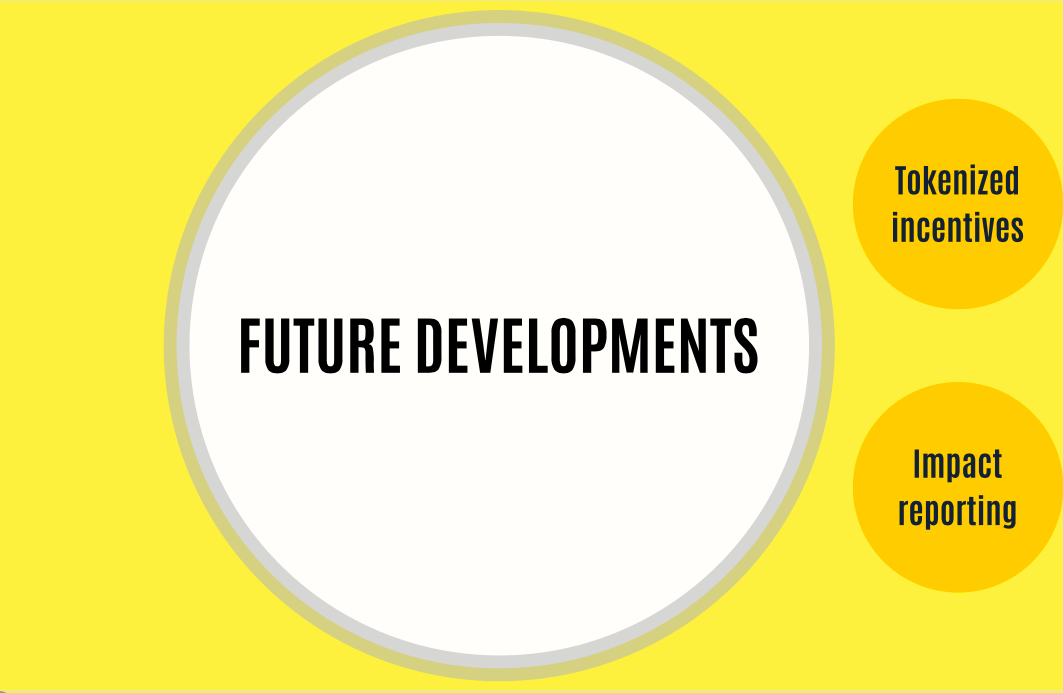 FUTURE DEVELOPMENTS
Tokenized
incentives
Impact
reporting